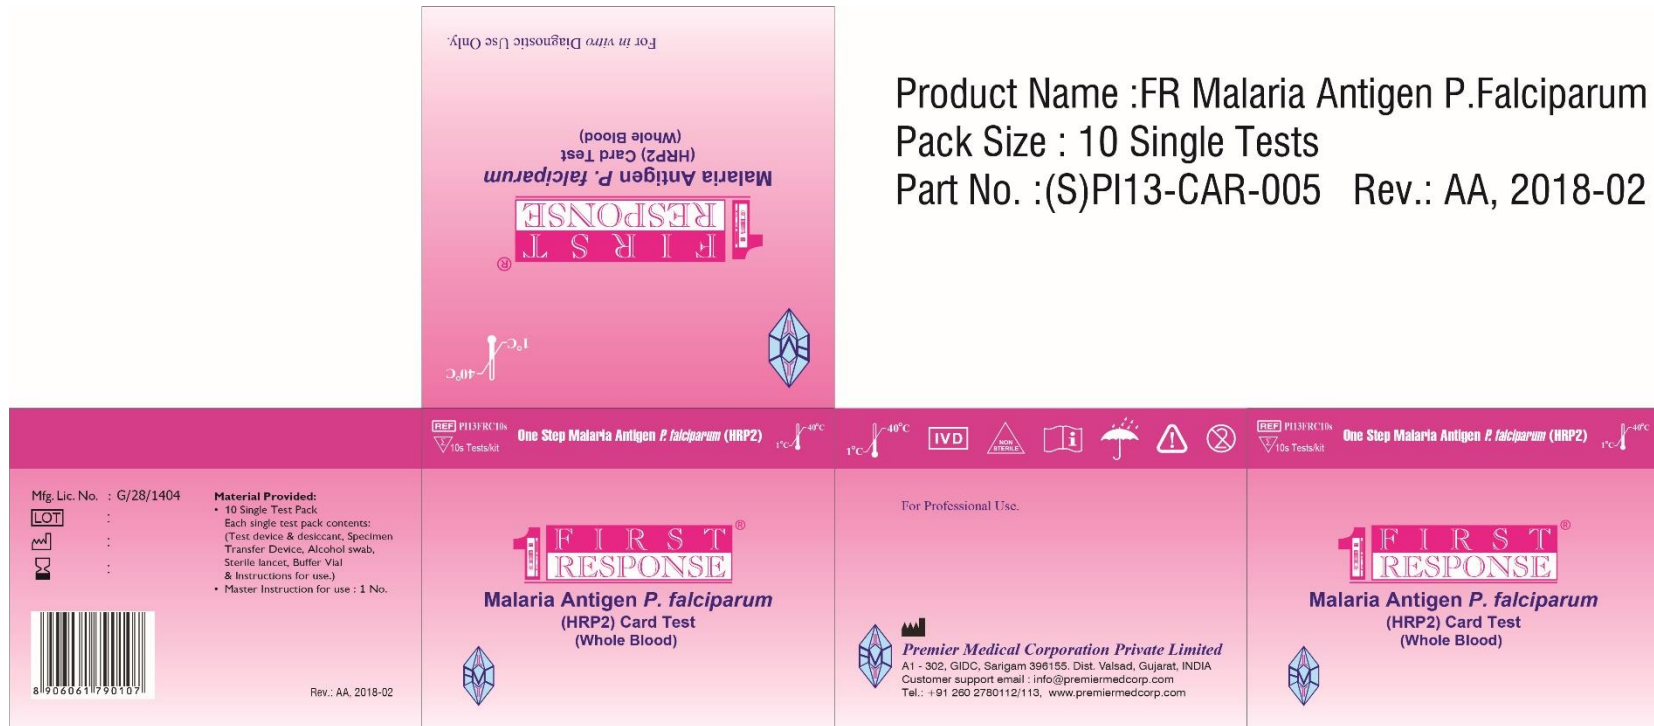 For in vitro Diagnostic Use Only.
Malaria Antigen P. falciparum
(HRP2) Card Test
(Whole Blood)
FIRST
RESPONSE
®
1°C
40°C
Product Name :FR Malaria Antigen P.Falciparum
Pack Size : 10 Single Tests
Part No. :(S)PI13-CAR-005 Rev.: AA, 2018-02
Mfg. Lic. No. : G/28/1404
LOT :
:
:
Material Provided:
• 10 Single Test Pack
Each single test pack contents:
(Test device & desiccant, Specimen
Transfer Device, Alcohol swab,
Sterile lancet, Buffer Vial
& Instructions for use.)
• Master Instruction for use : 1 No.
8 906061 790107
Rev.: AA, 2018-02
REF PI13FRC10s
Σ 10s Tests/kit
One Step Malaria Antigen P. falciparum (HRP2)
1°C 40°C
1 FIRST ®
RESPONSE
Malaria Antigen P. falciparum
(HRP2) Card Test
(Whole Blood)
1°C 40°C
IVD
NON
STERILE
i
!
2
For Professional Use.
Premier Medical Corporation Private Limited
A1 - 302, GIDC, Sarigam 396155. Dist. Valsad, Gujarat, INDIA
Customer support email : info@premiermedcorp.com
Tel.: +91 260 2780112/113, www.premiermedcorp.com
REF PI13FRC10s
Σ 10s Tests/kit
One Step Malaria Antigen P. falciparum (HRP2)
1°C 40°C
1 FIRST ®
RESPONSE
Malaria Antigen P. falciparum
(HRP2) Card Test
(Whole Blood)